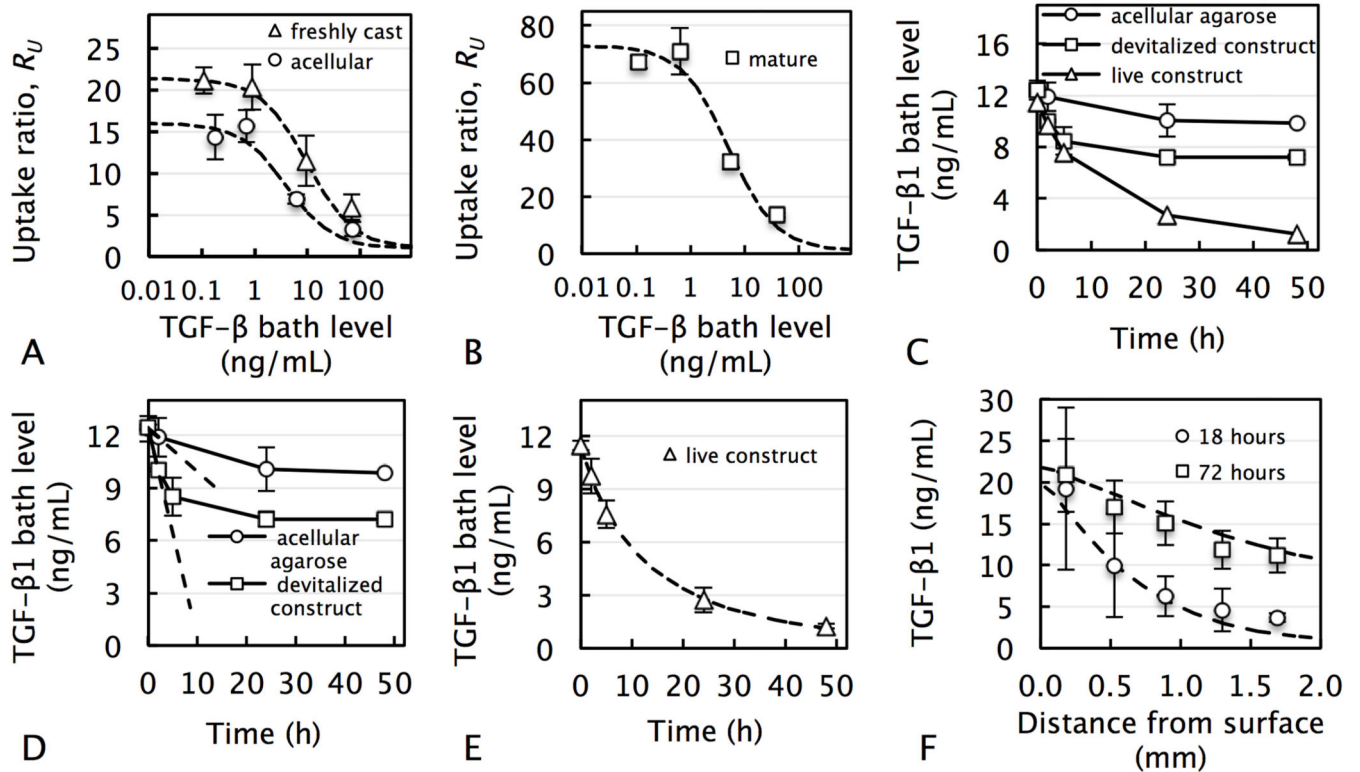 Uptake ratio, R_U
25
20
15
10
5
0
freshly cast
acellular
0.01 0.1 1 10 100
TGF-β bath level
(ng/mL)
A
Uptake ratio, R_U
80
60
40
20
0
mature
0.01 0.1 1 10 100
TGF-β bath level
(ng/mL)
B
TGF-β1 bath level
(ng/mL)
16
12
8
4
0
acellular agarose
devitalized construct
live construct
0 10 20 30 40 50
Time (h)
C
TGF-β1 bath level
(ng/mL)
12
9
6
3
0
acellular
agarose
devitalized
construct
0 10 20 30 40 50
Time (h)
D
TGF-β1 bath level
(ng/mL)
12
9
6
3
0
live construct
0 10 20 30 40 50
Time (h)
E
TGF-β1 (ng/mL)
30
25
20
15
10
5
0
18 hours
72 hours
0.0 0.5 1.0 1.5 2.0
Distance from surface
(mm)
F